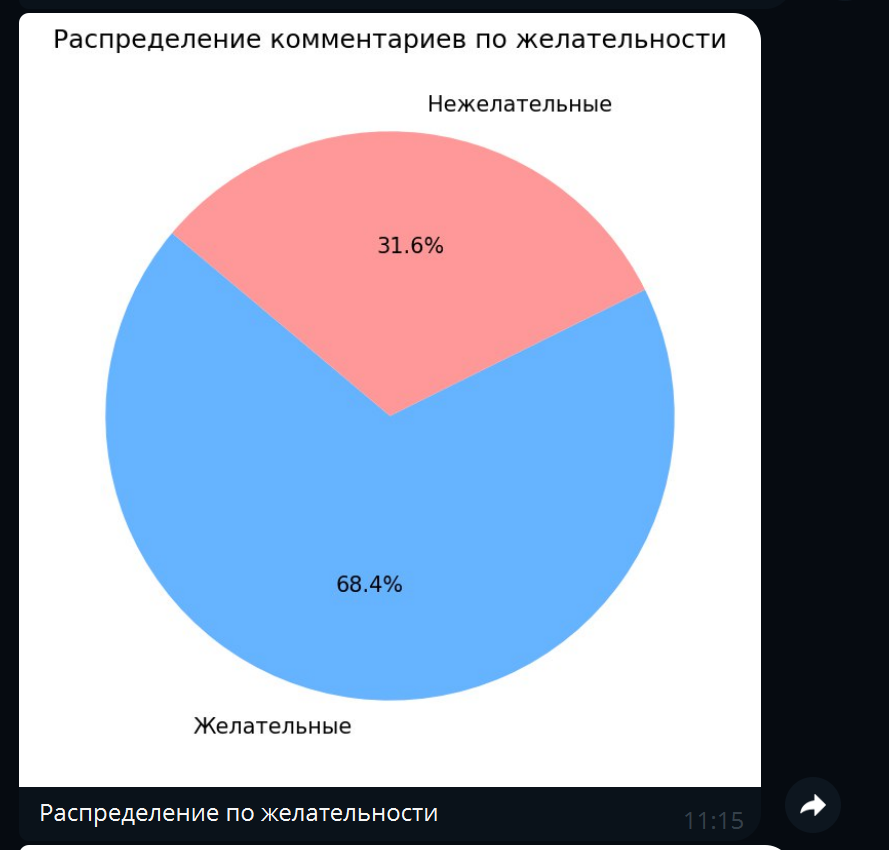 Распределение комментариев по желательности
Нежелательные
31.6%
68.4%
Желательные
Распределение по желательности
11:15